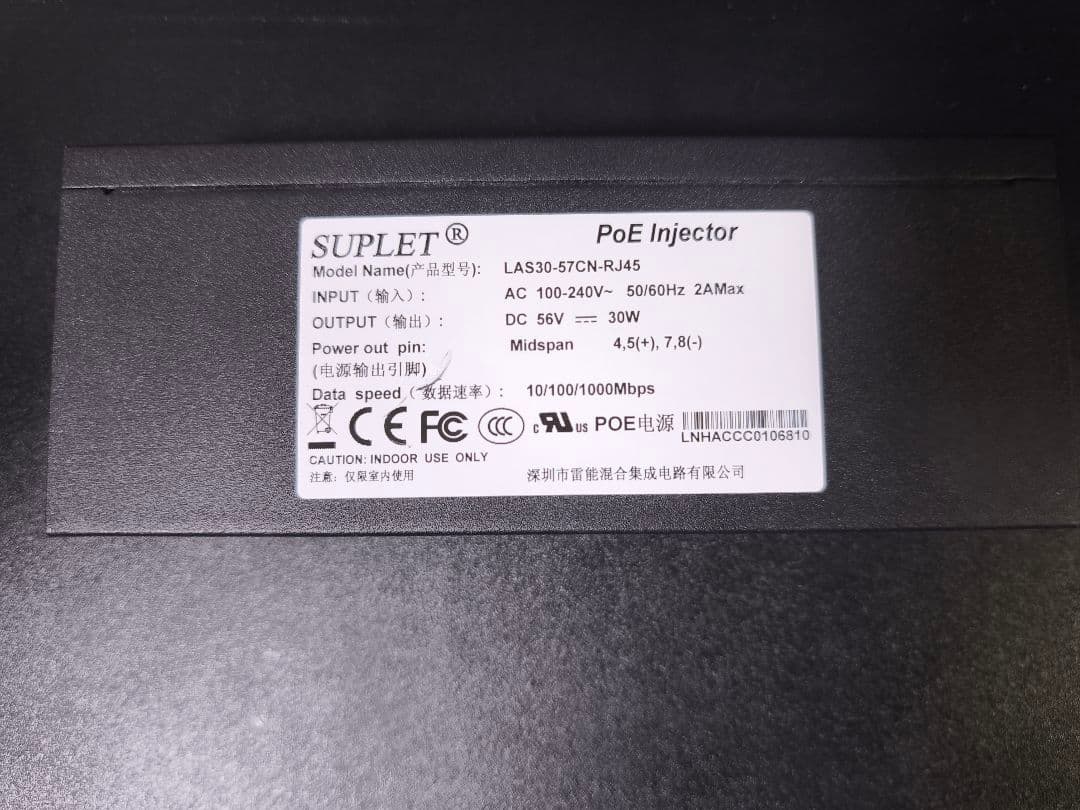 SUPLET® PoE Injector
Model Name(产品型号): LAS30-57CN-RJ45
INPUT（输入）: AC 100-240V~ 50/60Hz 2AMax
OUTPUT（输出）: DC 56V ⎓ 30W
Power out pin: Midspan 4,5(+), 7,8(-)
(电源输出引脚)
Data speed（数据速率）: 10/100/1000Mbps
CE FC CCC c RU US POE电源
LNHACCC0106810
CAUTION: INDOOR USE ONLY
注意: 仅限室内使用 深圳市雷能混合集成电路有限公司